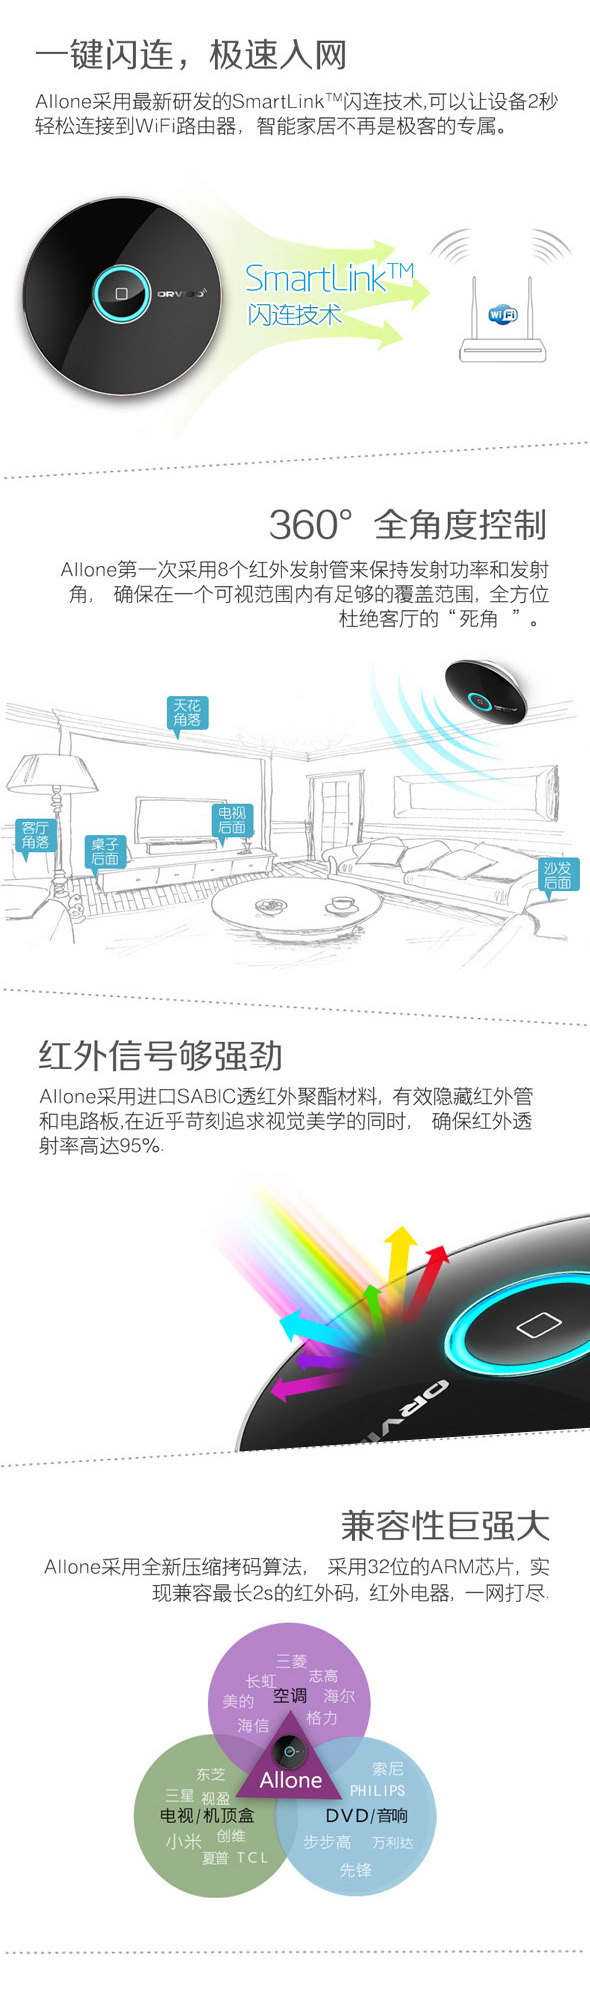 一键闪连，极速入网
Allone采用最新研发的SmartLink™闪连技术,可以让设备2秒
轻松连接到WiFi路由器，智能家居不再是极客的专属。
ORVIBO
SmartLink™
闪连技术
WiFi
360°全角度控制
Allone第一次采用8个红外发射管来保持发射功率和发射
角， 确保在一个可视范围内有足够的覆盖范围, 全方位
杜绝客厅的“死角 ”。
天花
角落
电视
后面
客厅
角落
桌子
后面
沙发
后面
红外信号够强劲
Allone采用进口SABIC透红外聚酯材料, 有效隐藏红外管
和电路板,在近乎苛刻追求视觉美学的同时， 确保红外透
射率高达95%.
ORVI
兼容性巨强大
Allone采用全新压缩拷码算法， 采用32位的ARM芯片, 实
现兼容最长2s的红外码, 红外电器, 一网打尽.
三菱
长虹
志高
美的
空调
海尔
海信
格力
Allone
东芝
三星
视盈
电视/机顶盒
小米
创维
夏普
TCL
索尼
PHILIPS
DVD/音响
步步高
万利达
先锋